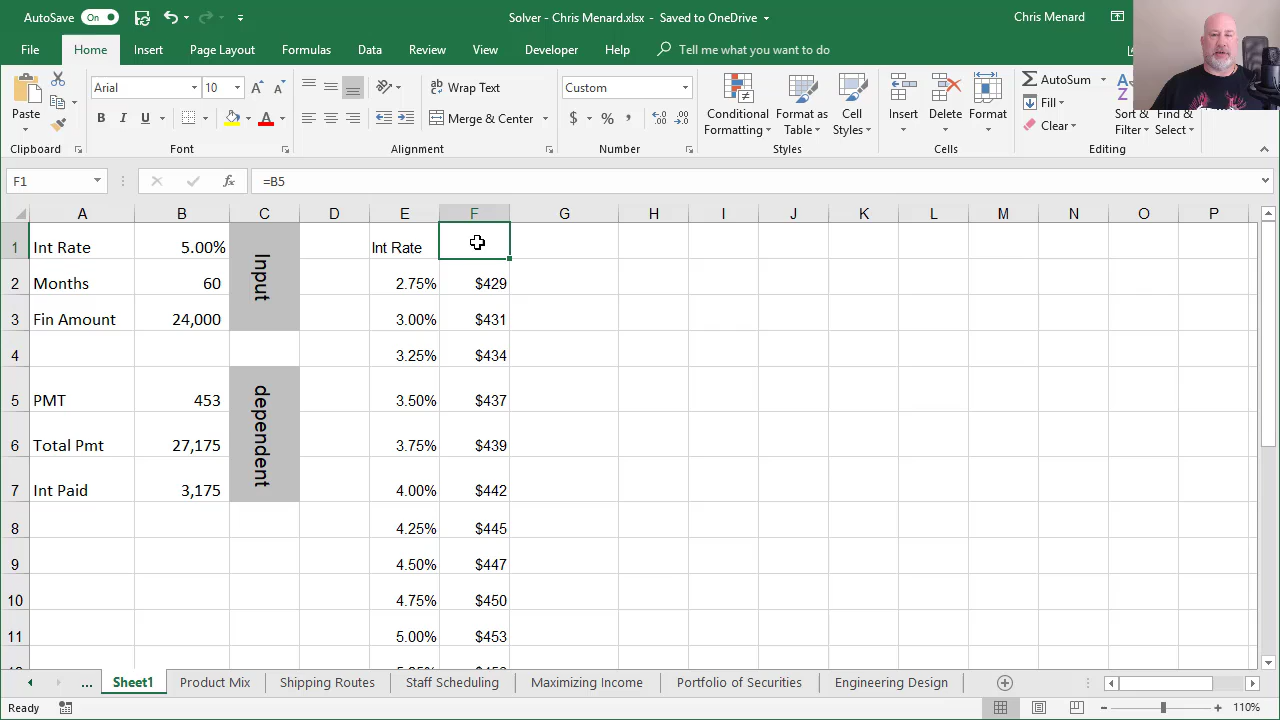 AutoSave On
Solver - Chris Menard.xlsx - Saved to OneDrive
Chris Menard
File Home Insert Page Layout Formulas Data Review View Developer Help Tell me what you want to do
Paste
Clipboard
Arial 10
B I U A
Font
Wrap Text
Merge & Center
Alignment
Custom
$ % ,
Number
Conditional Formatting
Format as Table
Cell Styles
Styles
Insert Delete Format
Cells
AutoSum
Fill
Clear
Sort & Filter
Find & Select
Editing
F1 fx =B5
A B C D E F G H I J K L M N O P
1 Int Rate 5.00% Int Rate
Input
2 Months 60 2.75% $429
3 Fin Amount 24,000 3.00% $431
4 3.25% $434
5 PMT 453 3.50% $437
dependent
6 Total Pmt 27,175 3.75% $439
7 Int Paid 3,175 4.00% $442
8 4.25% $445
9 4.50% $447
10 4.75% $450
11 5.00% $453
... Sheet1 Product Mix Shipping Routes Staff Scheduling Maximizing Income Portfolio of Securities Engineering Design
Ready 110%